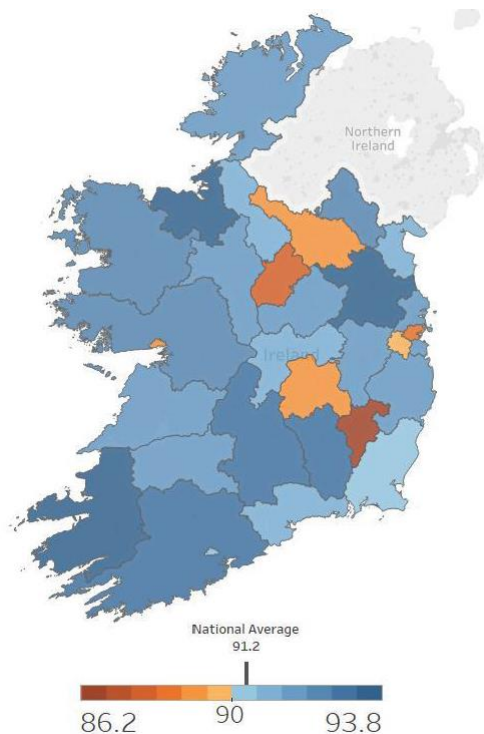 Northern
Ireland
Ireland
National Average
91.2
86.2
90
93.8